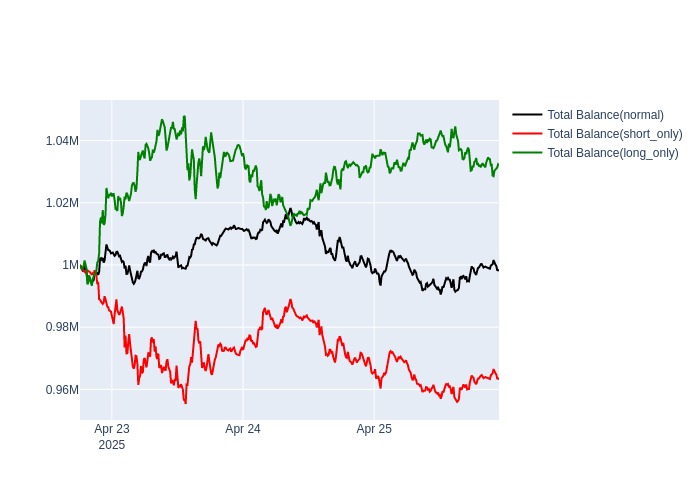 Total Balance(normal)
Total Balance(short_only)
Total Balance(long_only)
1.04M
1.02M
1M
0.98M
0.96M
Apr 23
2025
Apr 24
Apr 25